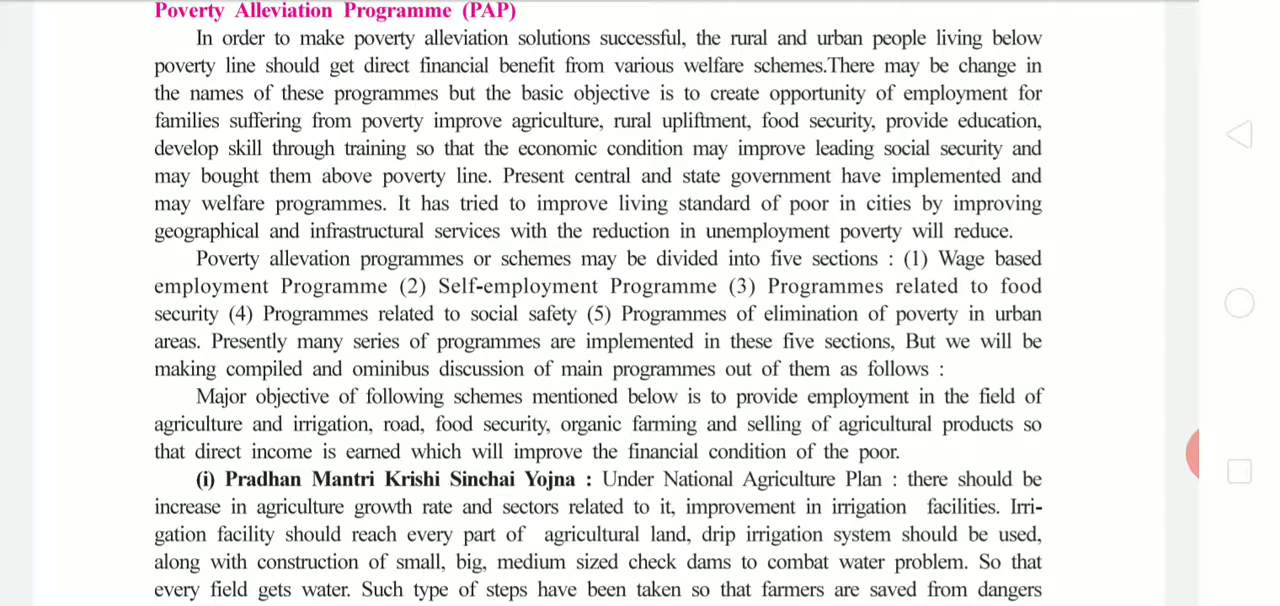 Poverty Alleviation Programme (PAP)
In order to make poverty alleviation solutions successful, the rural and urban people living below
poverty line should get direct financial benefit from various welfare schemes.There may be change in
the names of these programmes but the basic objective is to create opportunity of employment for
families suffering from poverty improve agriculture, rural upliftment, food security, provide education,
develop skill through training so that the economic condition may improve leading social security and
may bought them above poverty line. Present central and state government have implemented and
may welfare programmes. It has tried to improve living standard of poor in cities by improving
geographical and infrastructural services with the reduction in unemployment poverty will reduce.
Poverty allevation programmes or schemes may be divided into five sections : (1) Wage based
employment Programme (2) Self-employment Programme (3) Programmes related to food
security (4) Programmes related to social safety (5) Programmes of elimination of poverty in urban
areas. Presently many series of programmes are implemented in these five sections, But we will be
making compiled and ominibus discussion of main programmes out of them as follows :
Major objective of following schemes mentioned below is to provide employment in the field of
agriculture and irrigation, road, food security, organic farming and selling of agricultural products so
that direct income is earned which will improve the financial condition of the poor.
(i) Pradhan Mantri Krishi Sinchai Yojna : Under National Agriculture Plan : there should be
increase in agriculture growth rate and sectors related to it, improvement in irrigation facilities. Irri-
gation facility should reach every part of agricultural land, drip irrigation system should be used,
along with construction of small, big, medium sized check dams to combat water problem. So that
every field gets water. Such type of steps have been taken so that farmers are saved from dangers